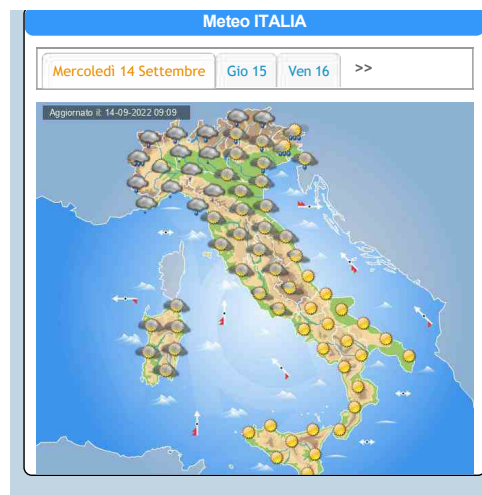 Meteo ITALIA
Mercoledì 14 Settembre Gio 15 Ven 16 >>
Aggiornato il: 14-09-2022 09:09